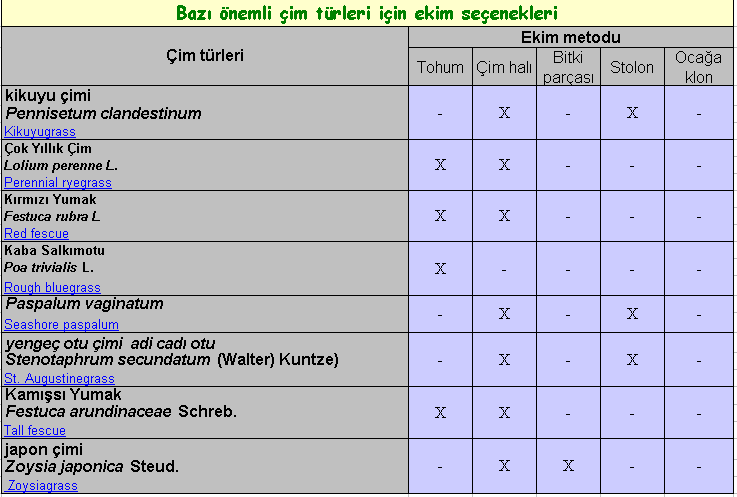 Bazı önemli çim türleri için ekim seçenekleri
Çim türleri
Ekim metodu
Tohum
Çim halı
Bitki
parçası
Stolon
Ocağa
klon
kikuyu çimi
Pennisetum clandestinum
Kikuyugrass
- X - X -
Çok Yıllık Çim
Lolium perenne L.
Perennial ryegrass
X X - - -
Kırmızı Yumak
Festuca rubra L
Red fescue
X X - - -
Kaba Salkımotu
Poa trivialis L.
Rough bluegrass
X - - - -
Paspalum vaginatum
Seashore paspalum
- X - X -
yengeç otu çimi adi cadı otu
Stenotaphrum secundatum (Walter) Kuntze)
St. Augustinegrass
- X - X -
Kamışsı Yumak
Festuca arundinaceae Schreb.
Tall fescue
X X - - -
japon çimi
Zoysia japonica Steud.
Zoysiagrass
- X X - -